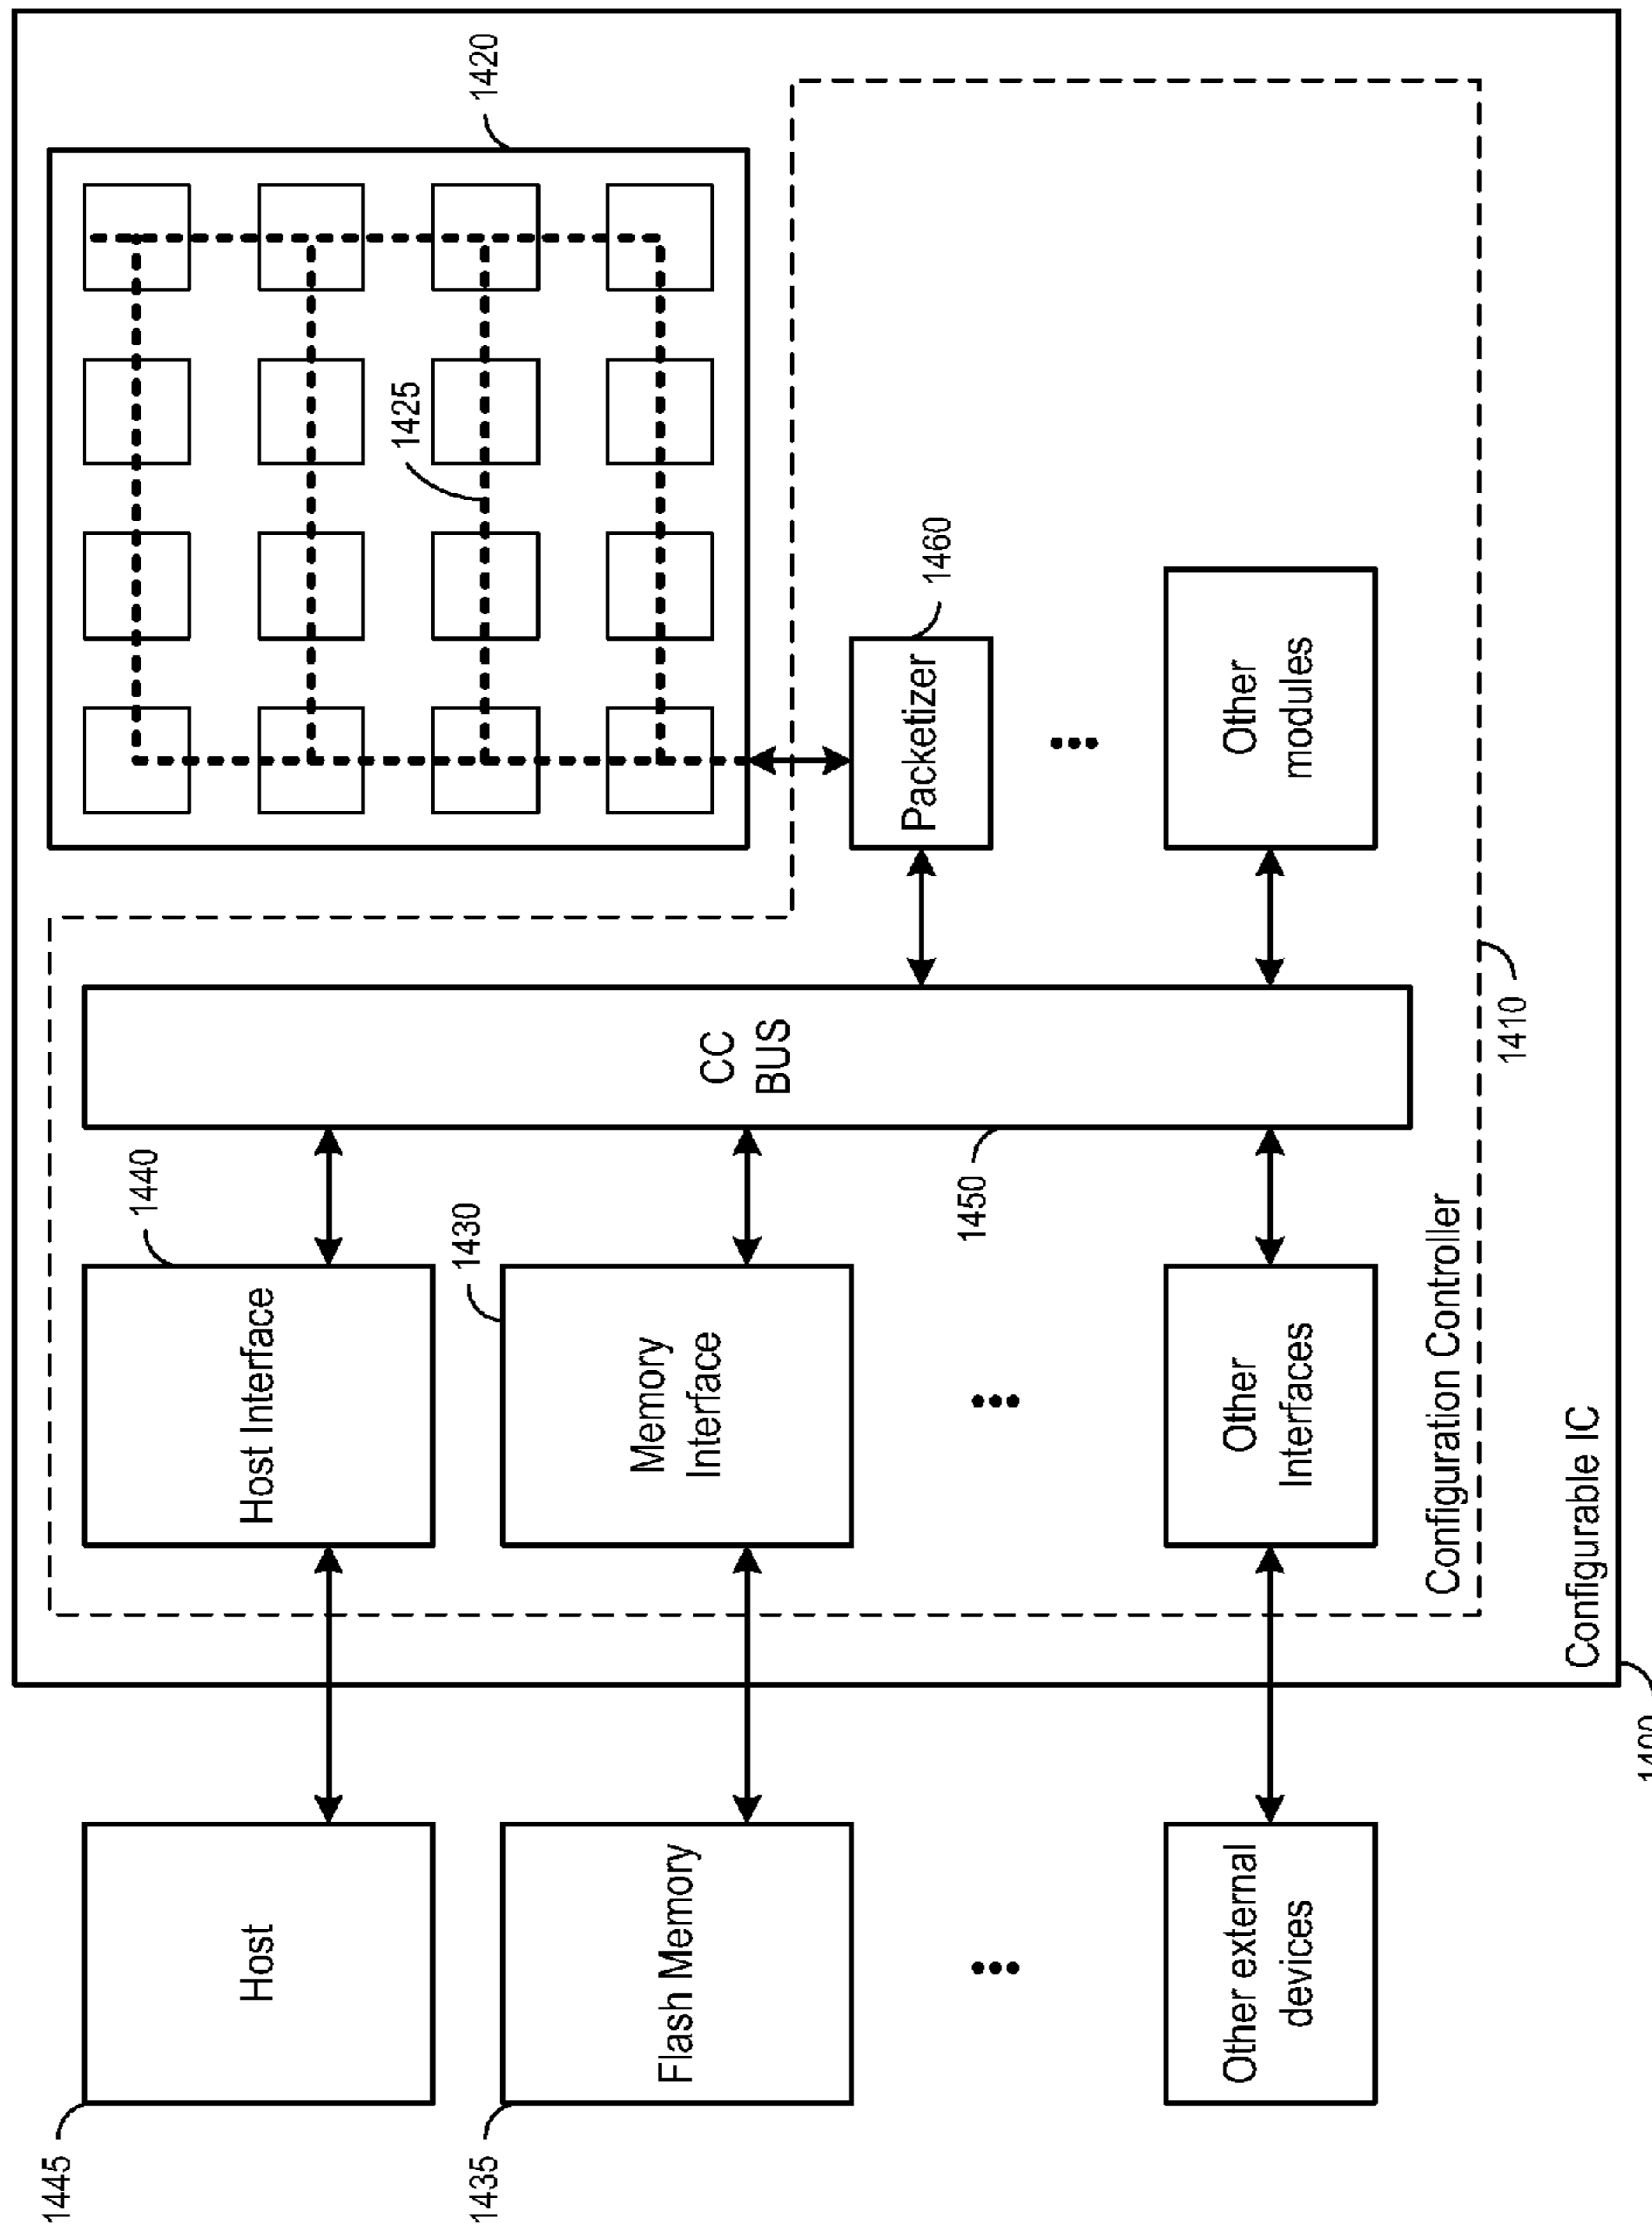 1445
Host
Host Interface
1440
1420
1435
Flash Memory
Memory
Interface
1430
1425
CC
BUS
1450
Packetizer
1460
Other external
devices
Other
Interfaces
Other
modules
Configuration Controller
1410
Configurable IC
1400